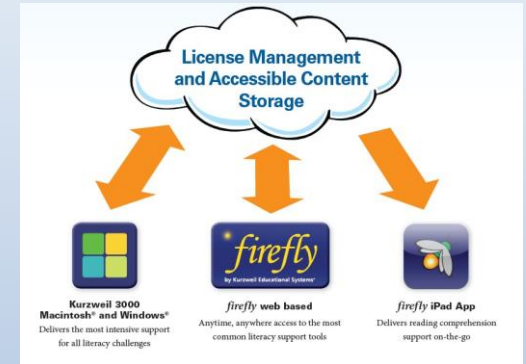 License Management
and Accessible Content
Storage
firefly
by Kurzweil Educational Systems®
Kurzweil 3000
Macintosh® and Windows®
Delivers the most intensive support
for all literacy challenges
firefly web based
Anytime, anywhere access to the most
common literacy support tools
firefly iPad App
Delivers reading comprehension
support on-the-go